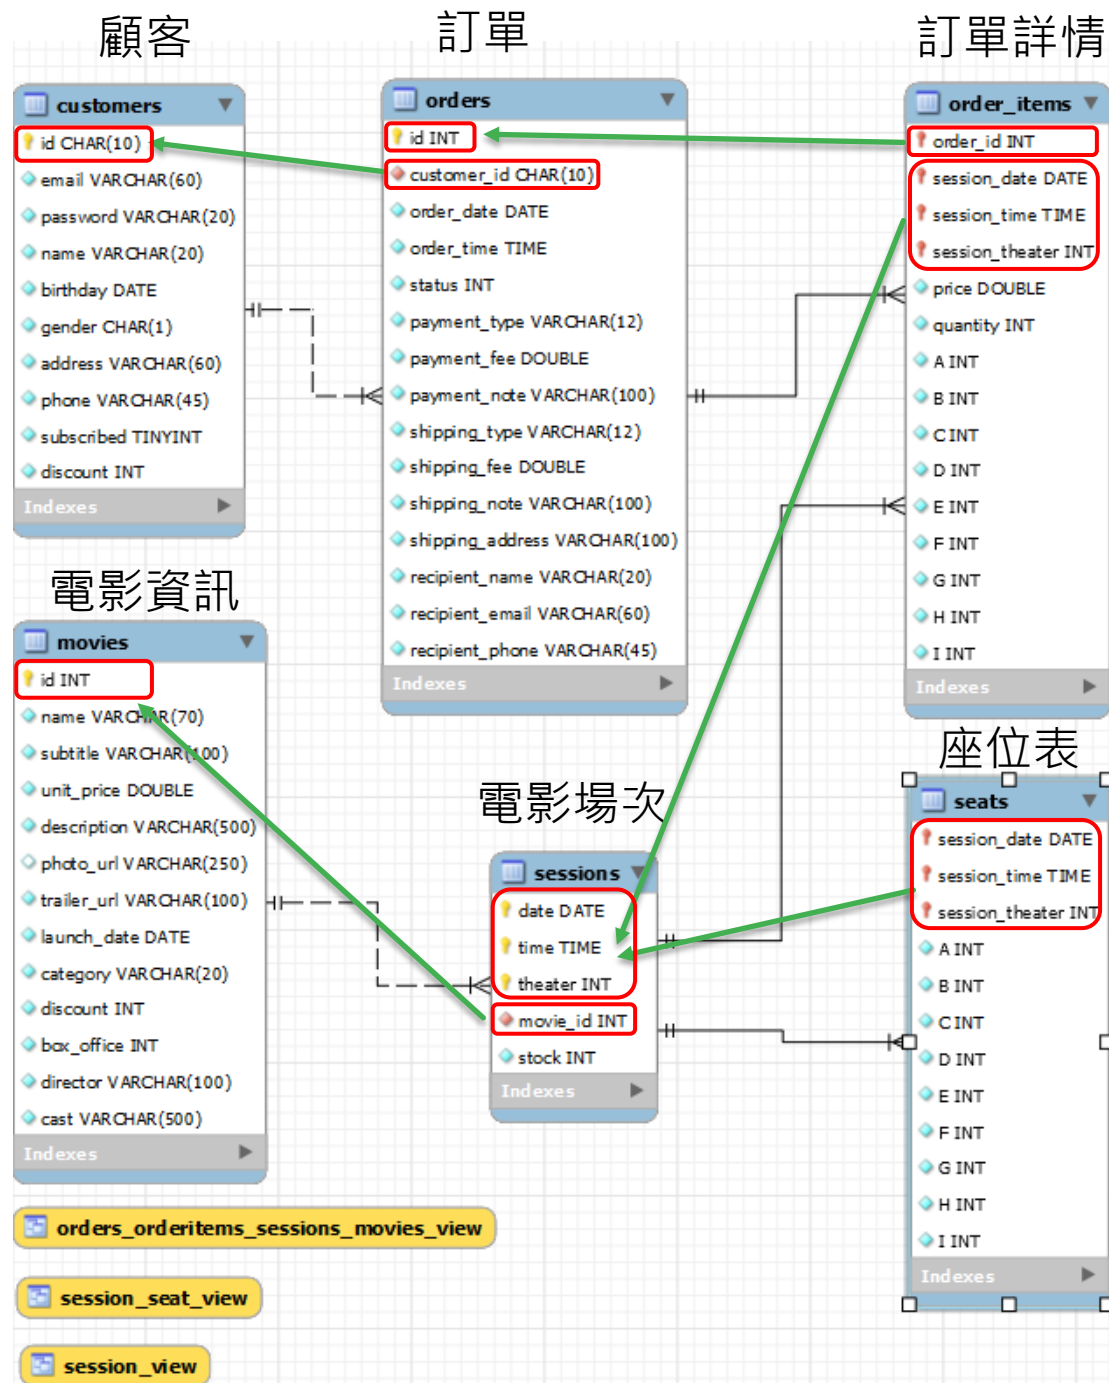 顧客
customers
id CHAR(10)
email VARCHAR(60)
password VARCHAR(20)
name VARCHAR(20)
birthday DATE
gender CHAR(1)
address VARCHAR(60)
phone VARCHAR(45)
subscribed TINYINT
discount INT
Indexes
訂單
orders
id INT
customer_id CHAR(10)
order_date DATE
order_time TIME
status INT
payment_type VARCHAR(12)
payment_fee DOUBLE
payment_note VARCHAR(100)
shipping_type VARCHAR(12)
shipping_fee DOUBLE
shipping_note VARCHAR(100)
shipping_address VARCHAR(100)
recipient_name VARCHAR(20)
recipient_email VARCHAR(60)
recipient_phone VARCHAR(45)
Indexes
訂單詳情
order_items
order_id INT
session_date DATE
session_time TIME
session_theater INT
price DOUBLE
quantity INT
A INT
B INT
C INT
D INT
E INT
F INT
G INT
H INT
I INT
Indexes
電影資訊
movies
id INT
name VARCHAR(70)
subtitle VARCHAR(100)
unit_price DOUBLE
description VARCHAR(500)
photo_url VARCHAR(250)
trailer_url VARCHAR(100)
launch_date DATE
category VARCHAR(20)
discount INT
box_office INT
director VARCHAR(100)
cast VARCHAR(500)
Indexes
電影場次
sessions
date DATE
time TIME
theater INT
movie_id INT
stock INT
Indexes
座位表
seats
session_date DATE
session_time TIME
session_theater INT
A INT
B INT
C INT
D INT
E INT
F INT
G INT
H INT
I INT
Indexes
orders_orderitems_sessions_movies_view
session_seat_view
session_view